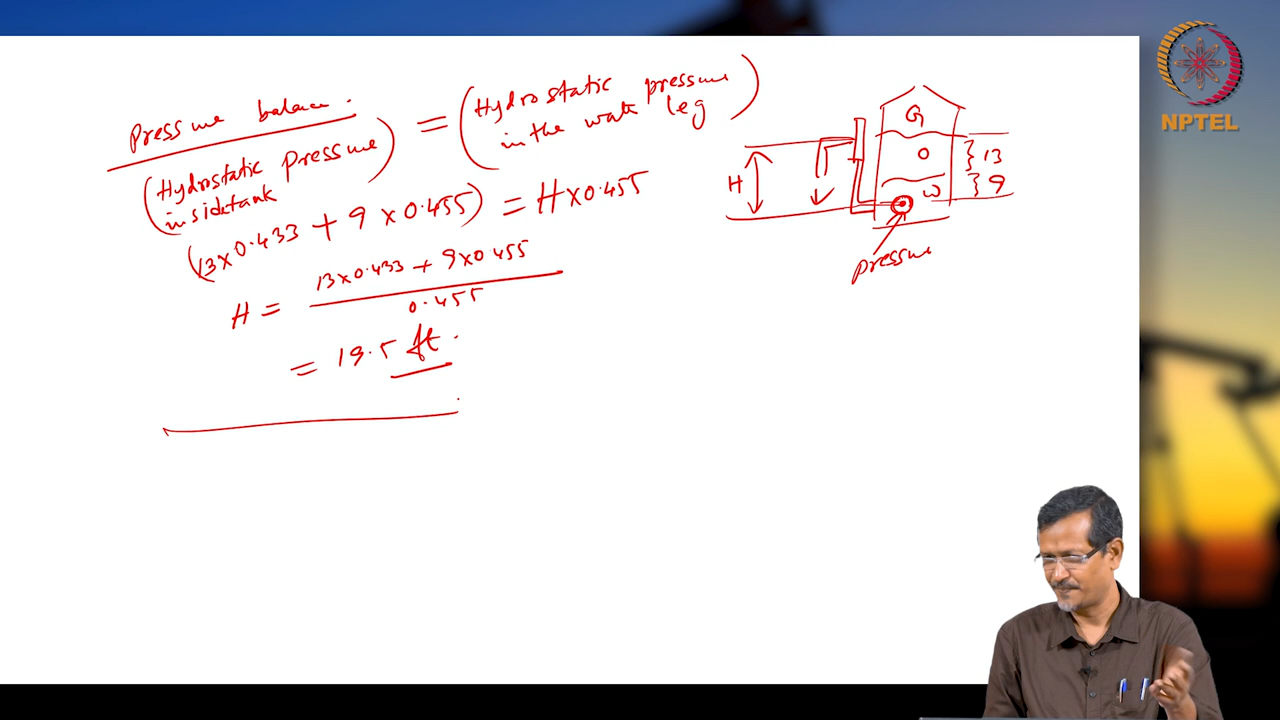 Pressure balance.
(Hydrostatic Pressure
inside tank) = (Hydrostatic pressure
in the water leg)
(13 x 0.433 + 9 x 0.455) = H x 0.455
H = 13 x 0.433 + 9 x 0.455
0.455
= 19.5 ft.
G
O
W
13
9
H
pressure
NPTEL